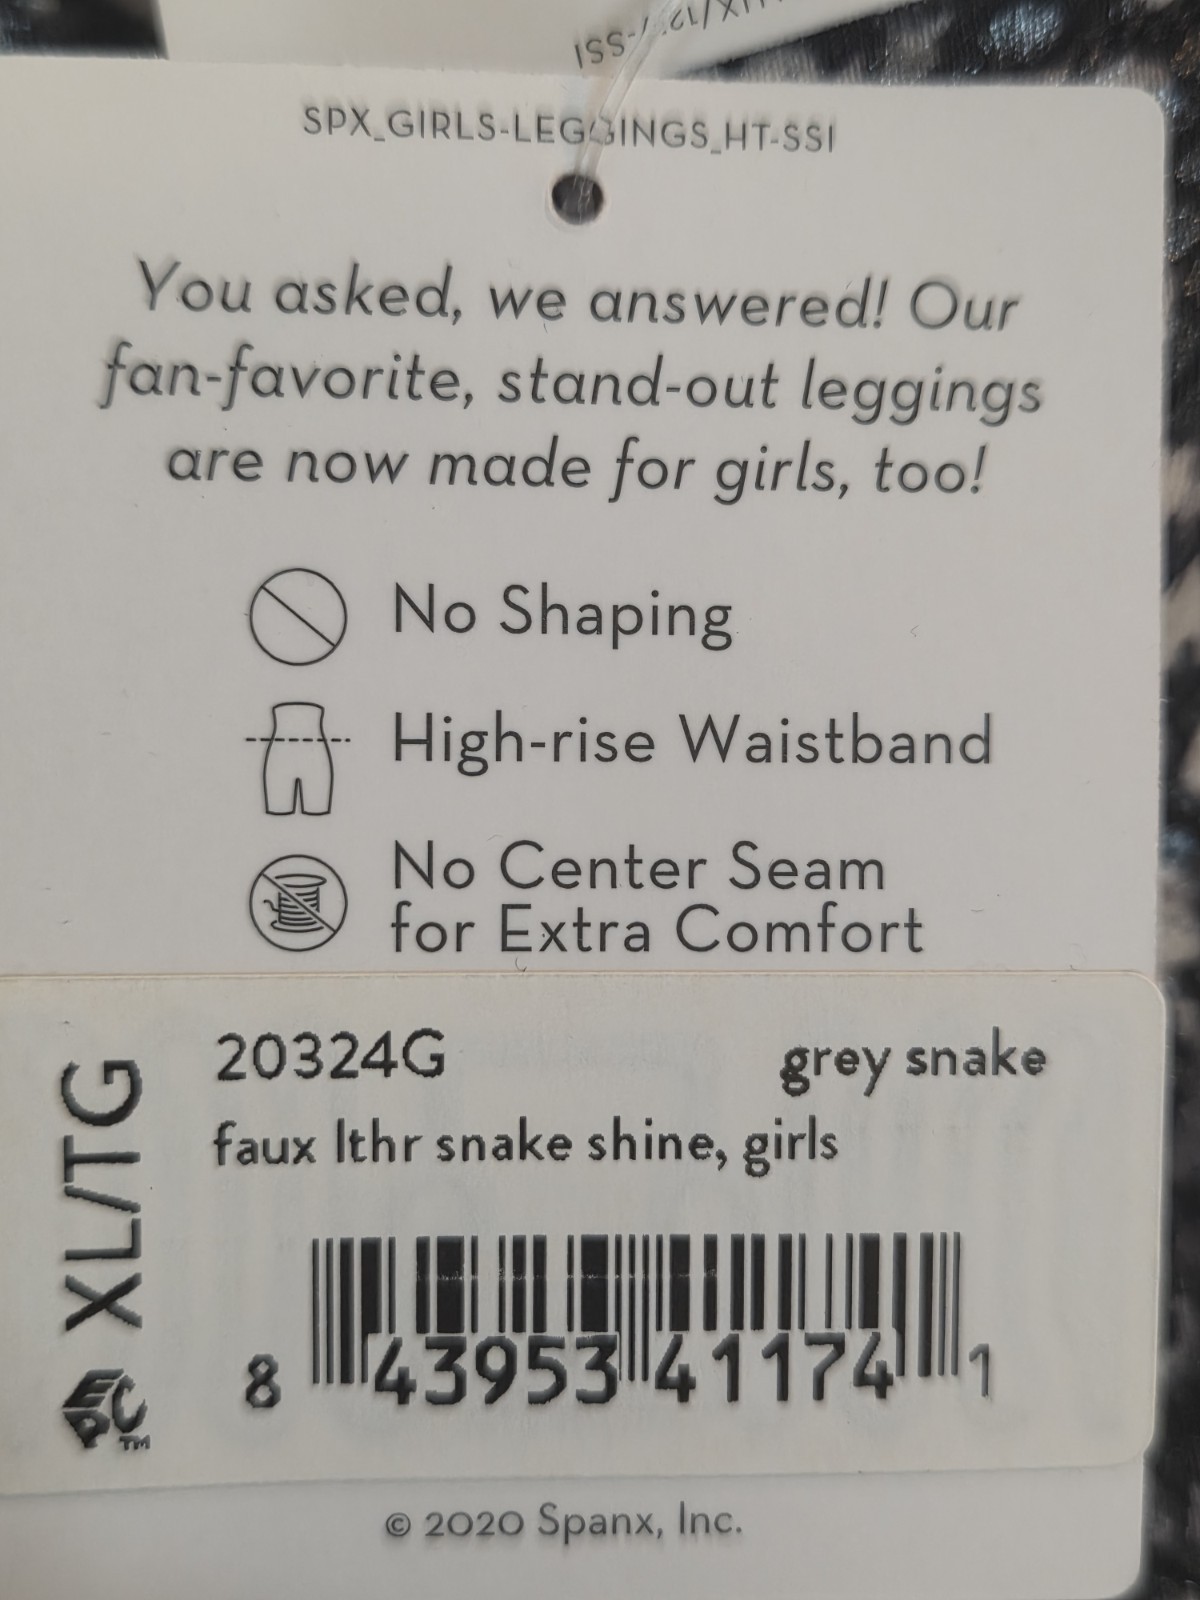 SPX_GIRLS-LEGGINGS_HT-SSI
You asked, we answered! Our
fan-favorite, stand-out leggings
are now made for girls, too!
No Shaping
High-rise Waistband
No Center Seam
for Extra Comfort
XL/TG
20324G grey snake
faux lthr snake shine, girls
8 43953 41174 1
EPC™
© 2020 Spanx, Inc.